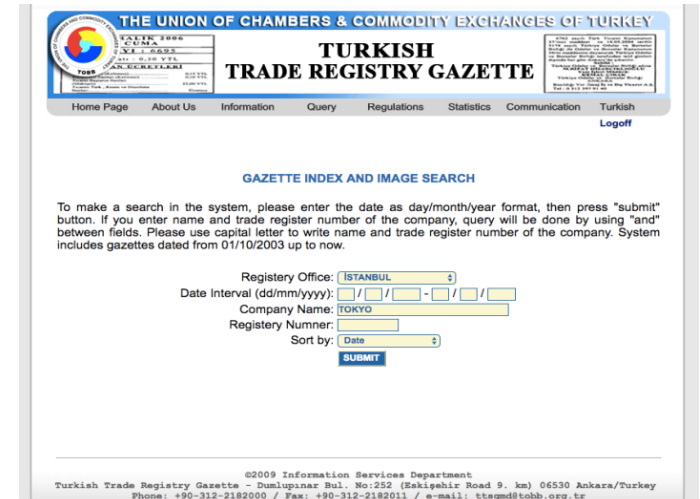 THE UNION OF CHAMBERS & COMMODITY EXCHANGES OF TURKEY
TURKISH
TRADE REGISTRY GAZETTE
TOBB
Home Page About Us Information Query Regulations Statistics Communication Turkish
Logoff
GAZETTE INDEX AND IMAGE SEARCH
To make a search in the system, please enter the date as day/month/year format, then press "submit"
button. If you enter name and trade register number of the company, query will be done by using "and"
between fields. Please use capital letter to write name and trade register number of the company. System
includes gazettes dated from 01/10/2003 up to now.
Registery Office: İSTANBUL
Date Interval (dd/mm/yyyy): / / - / /
Company Name: TOKYO
Registery Numner:
Sort by: Date
SUBMIT
©2009 Information Services Department
Turkish Trade Registry Gazette - Dumlupınar Bul. No:252 (Eskişehir Road 9. km) 06530 Ankara/Turkey
Phone: +90-312-2182000 / Fax: +90-312-2182011 / e-mail: ttsgmd@tobb.org.tr